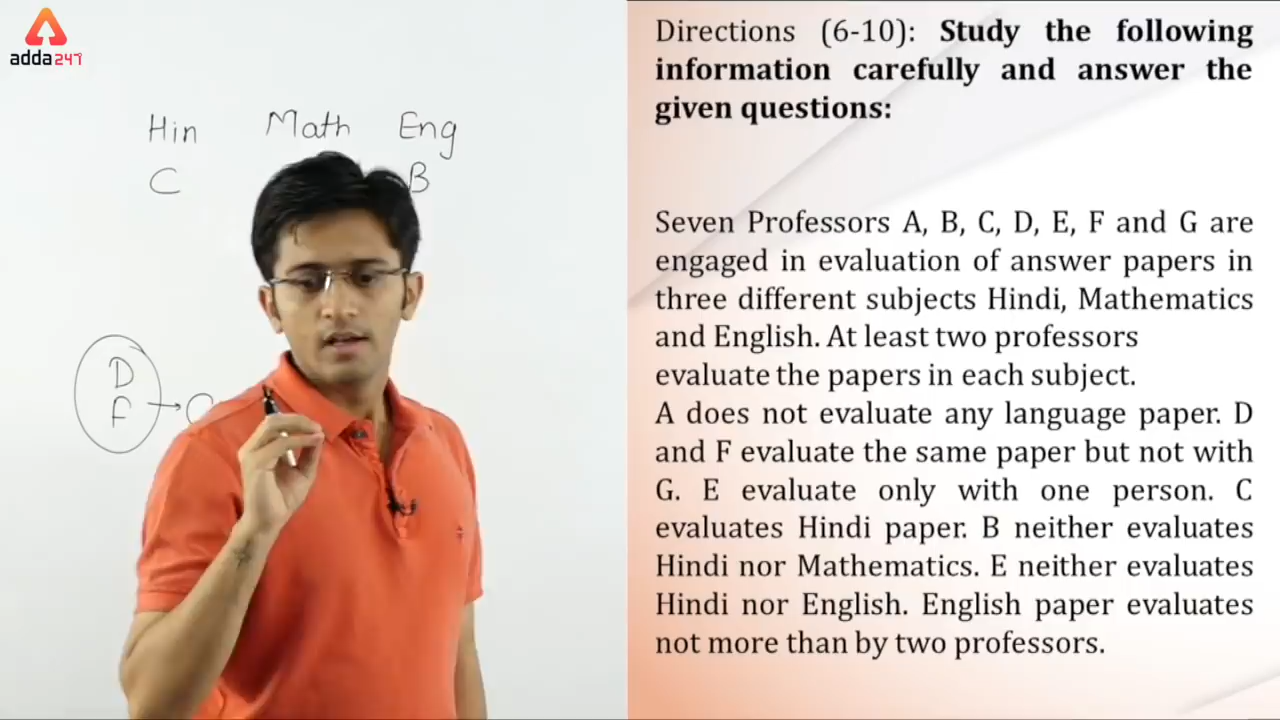 adda247
Hin Math Eng
C B
D
F
Directions (6-10): Study the following
information carefully and answer the
given questions:
Seven Professors A, B, C, D, E, F and G are
engaged in evaluation of answer papers in
three different subjects Hindi, Mathematics
and English. At least two professors
evaluate the papers in each subject.
A does not evaluate any language paper. D
and F evaluate the same paper but not with
G. E evaluate only with one person. C
evaluates Hindi paper. B neither evaluates
Hindi nor Mathematics. E neither evaluates
Hindi nor English. English paper evaluates
not more than by two professors.